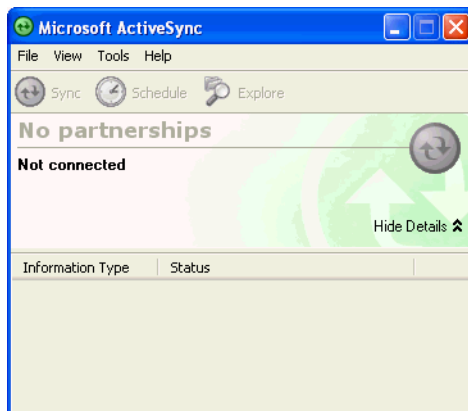 Microsoft ActiveSync
File View Tools Help
Sync Schedule Explore
No partnerships
Not connected
Hide Details
Information Type Status